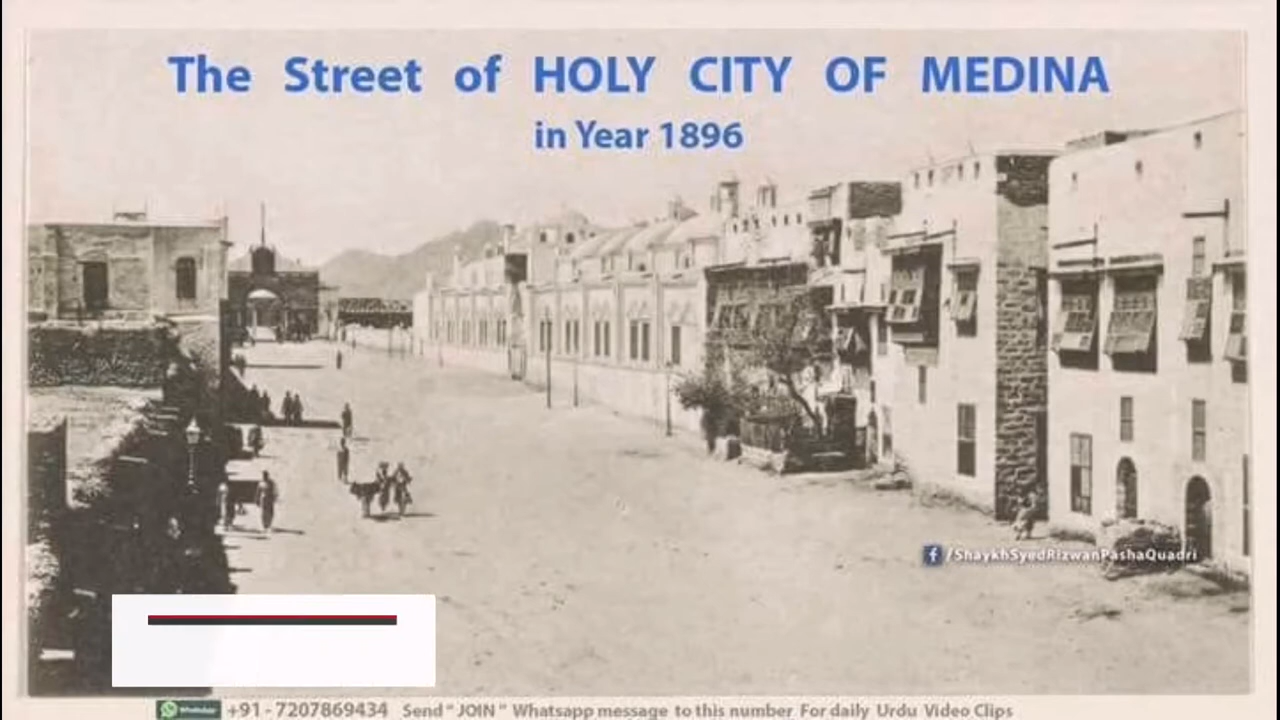 The Street of HOLY CITY OF MEDINA
in Year 1896
/ShaykhSyedRizwanPashaQuadri
WhatsApp +91 - 7207869434 Send “ JOIN ” Whatsapp message to this number For daily Urdu Video Clips